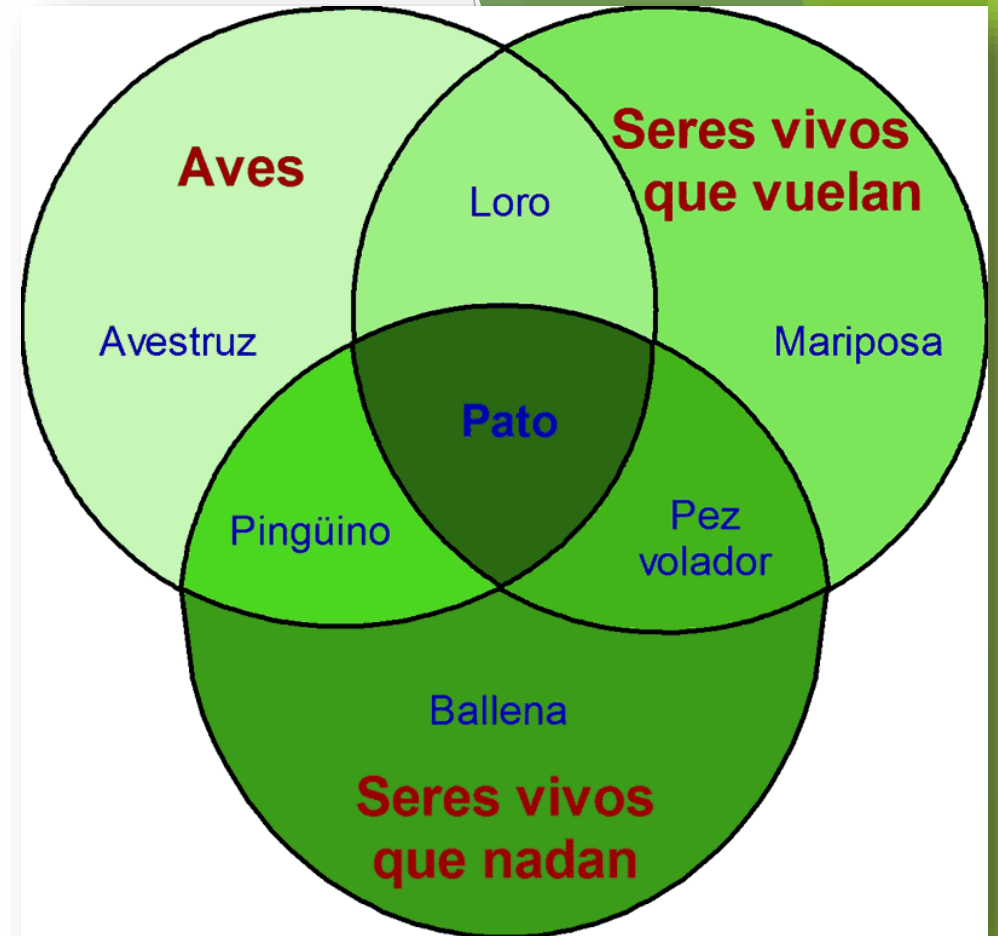 Aves
Seres vivos
que vuelan
Loro
Avestruz
Mariposa
Pato
Pingüino
Pez
volador
Ballena
Seres vivos
que nadan